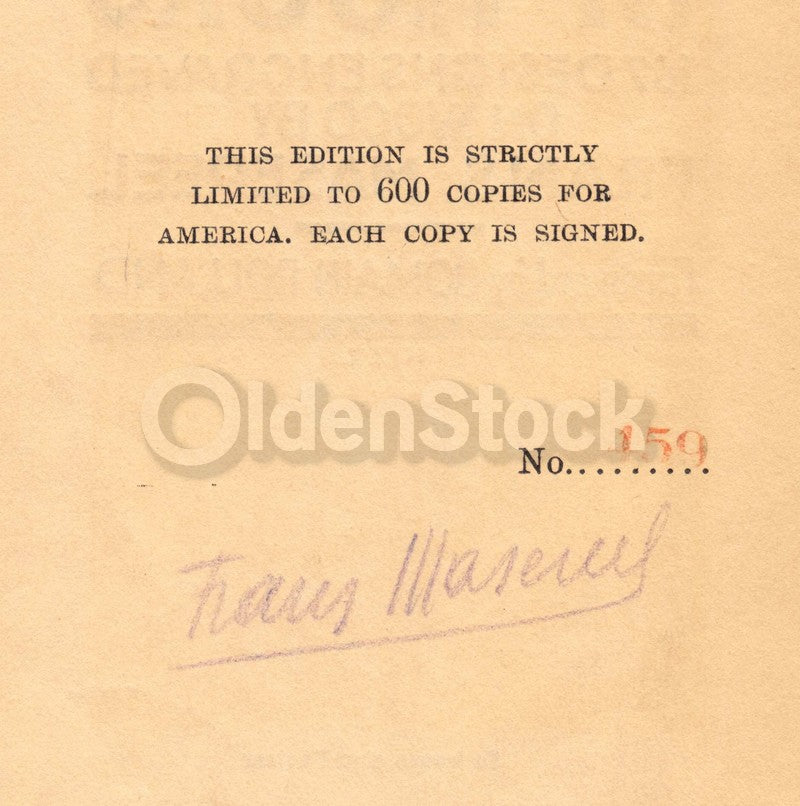 THIS EDITION IS STRICTLY
LIMITED TO 600 COPIES FOR
AMERICA. EACH COPY IS SIGNED.
OldenStock
No......... 159
Frans Masereel